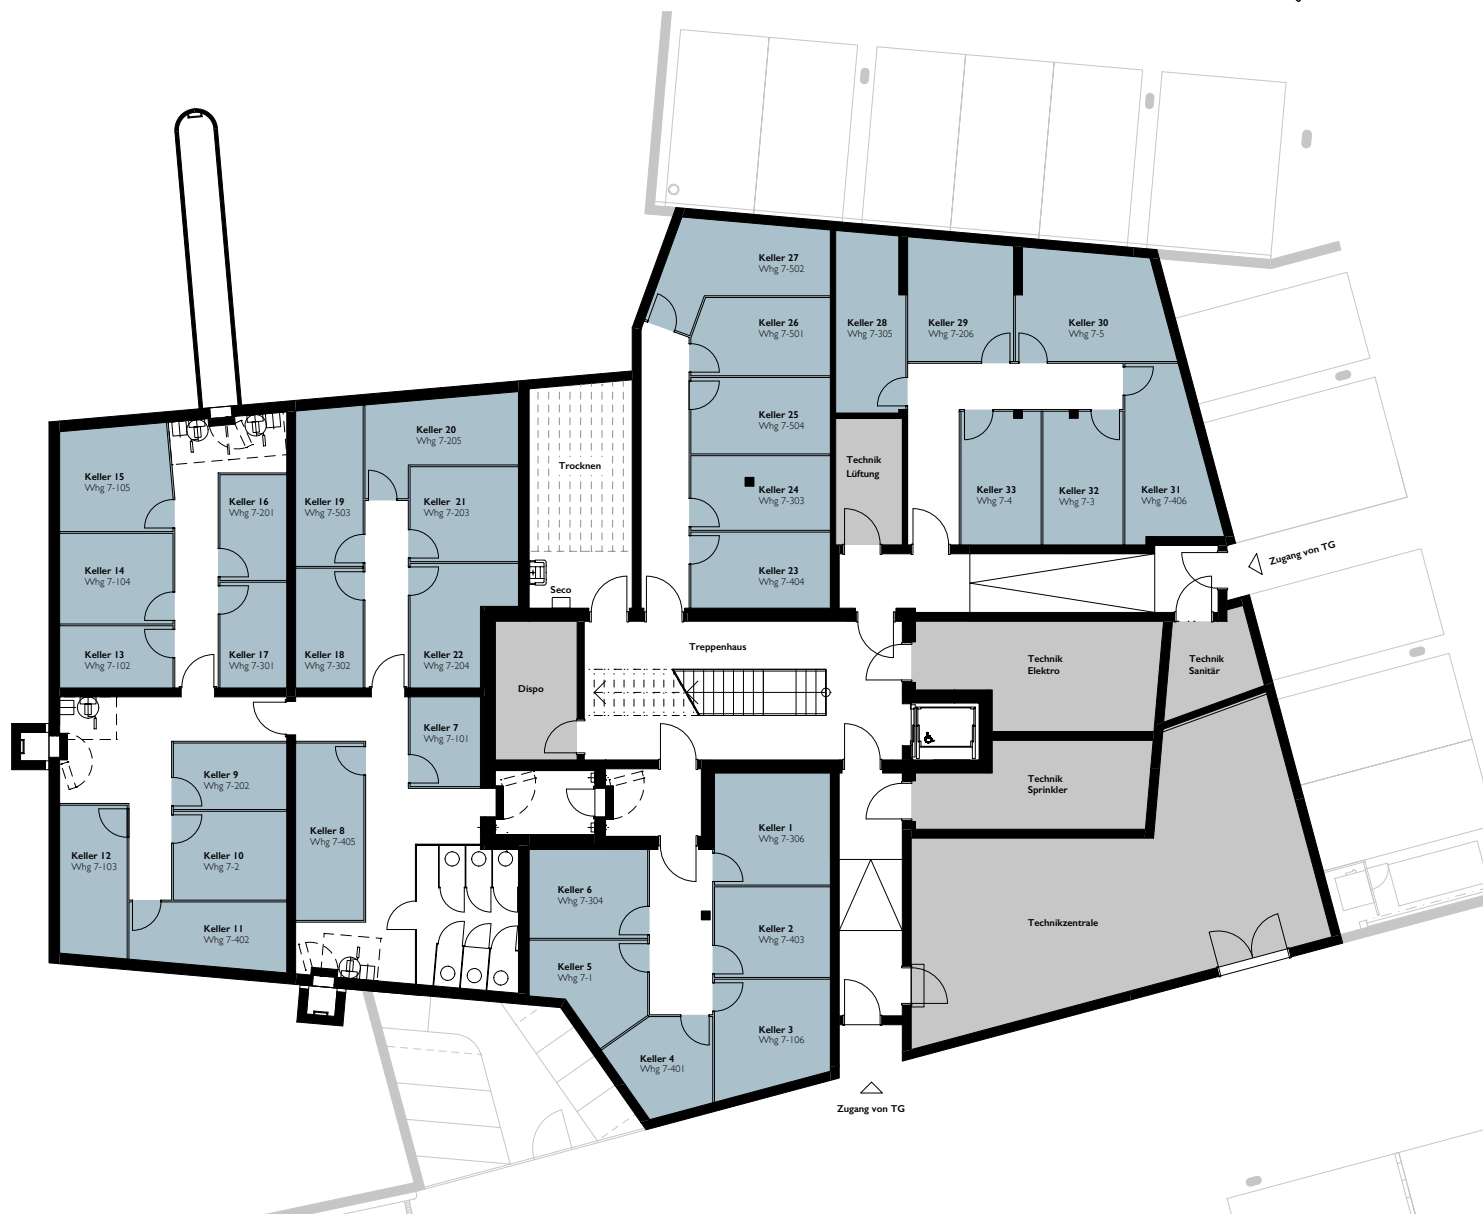 Keller 27
Whg 7-502
Keller 26
Whg 7-501
Keller 28
Whg 7-305
Keller 29
Whg 7-206
Keller 30
Whg 7-5
Keller 25
Whg 7-504
Keller 20
Whg 7-205
Trocknen
Technik
Lüftung
Keller 15
Whg 7-105
Keller 16
Whg 7-201
Keller 19
Whg 7-503
Keller 21
Whg 7-203
Keller 24
Whg 7-303
Keller 33
Whg 7-4
Keller 32
Whg 7-3
Keller 31
Whg 7-406
Zugang von TG
Keller 14
Whg 7-104
Keller 23
Whg 7-404
Seco
Keller 13
Whg 7-102
Keller 17
Whg 7-301
Keller 18
Whg 7-302
Keller 22
Whg 7-204
Treppenhaus
Technik
Elektro
Technik
Sanitär
Dispo
Keller 7
Whg 7-101
Keller 9
Whg 7-202
Technik
Sprinkler
Keller 8
Whg 7-405
Keller 1
Whg 7-306
Keller 12
Whg 7-103
Keller 10
Whg 7-2
Keller 6
Whg 7-304
Keller 11
Whg 7-402
Keller 2
Whg 7-403
Technikzentrale
Keller 5
Whg 7-1
Keller 3
Whg 7-106
Keller 4
Whg 7-401
Zugang von TG